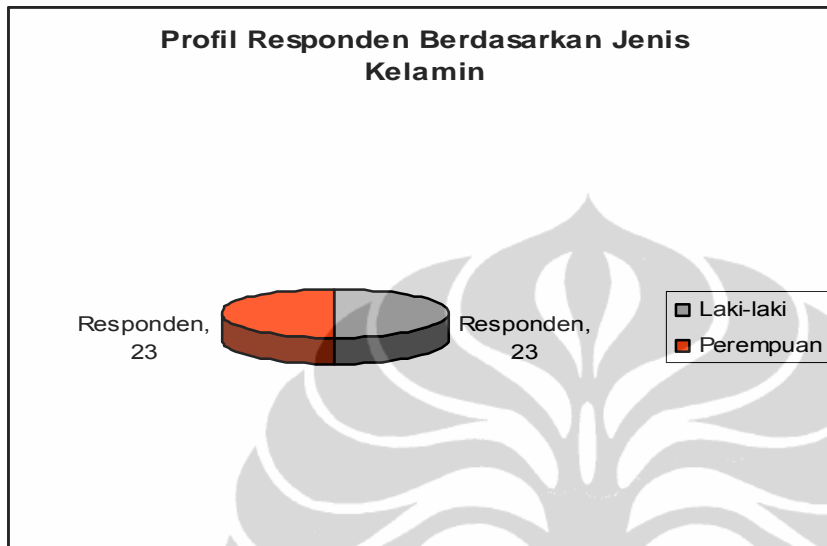 Profil Responden Berdasarkan Jenis
Kelamin
Responden,
23
Responden,
23
Laki-laki
Perempuan